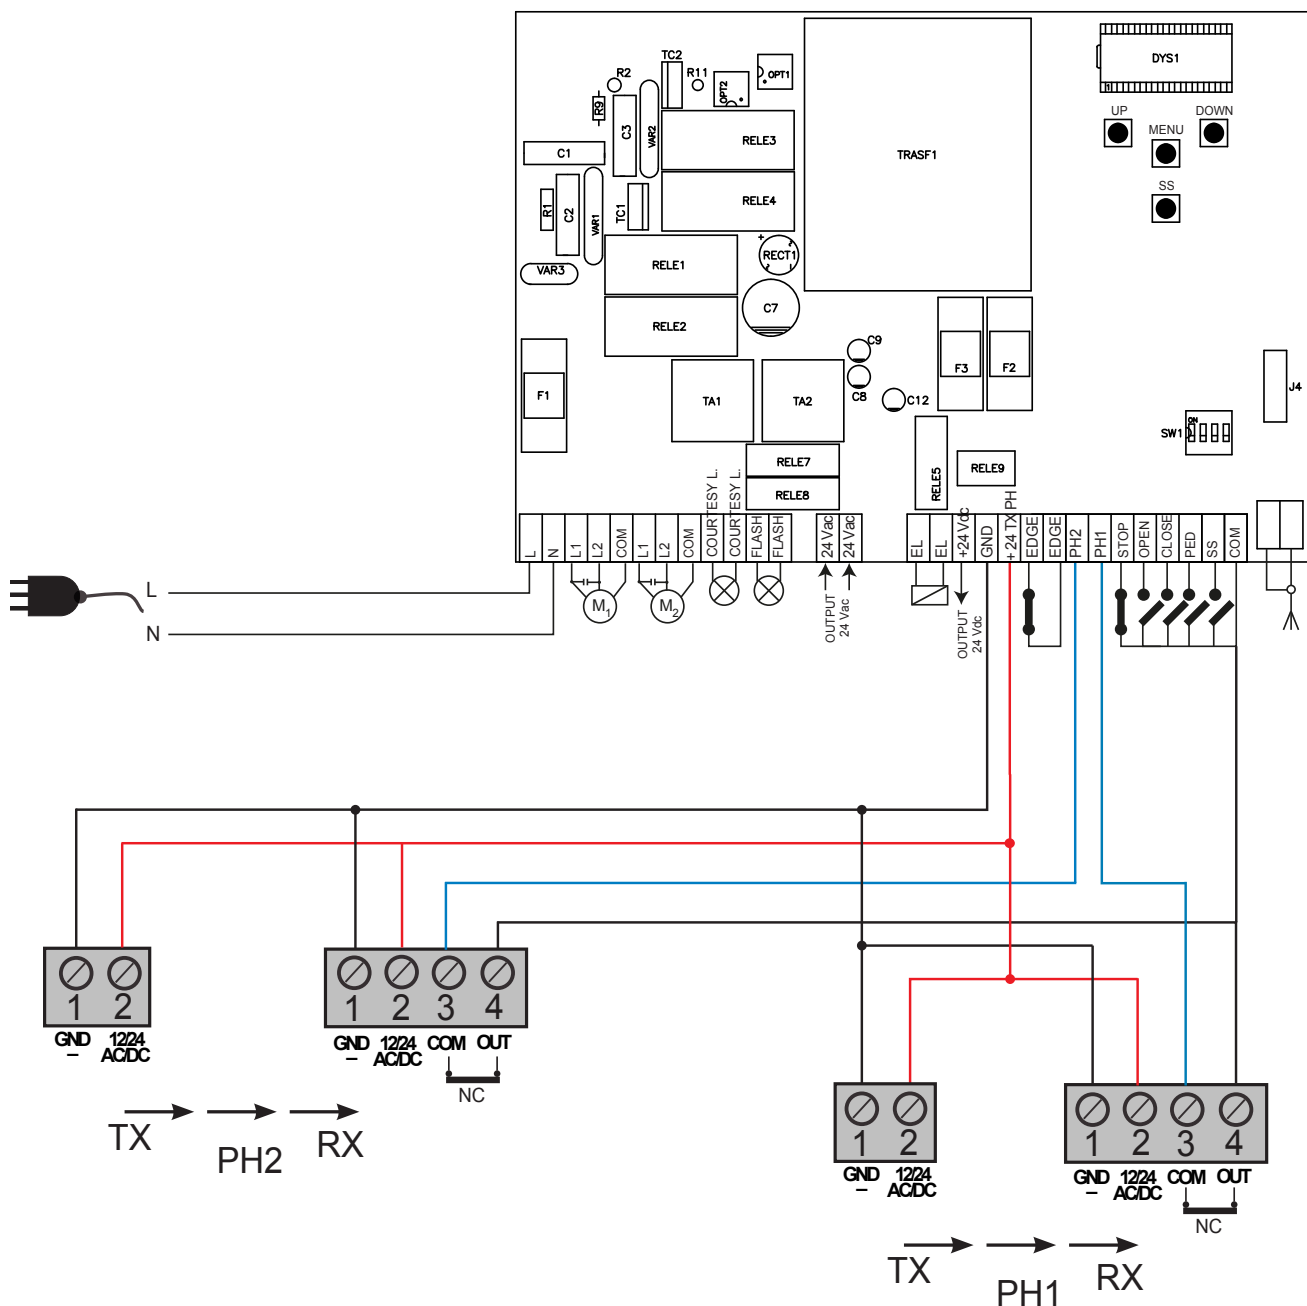 TC2
R2
R11
OPT1
OPT2
DYS1
1
R9
C3
VAR2
RELE3
UP
DOWN
MENU
C1
TRASF1
SS
R1
C2
VAR1
TC1
RELE4
VAR3
RELE1
+
RECT1
RELE2
C7
C9
C8
C12
F1
TA1
TA2
F3
F2
J4
SW1
ON
RELE7
RELE8
RELE5
RELE9
L
N
L1
L2
COM
L1
L2
COM
COURTESY L.
COURTESY L.
FLASH
FLASH
24 Vac
24 Vac
EL
EL
+24 Vdc
GND
+ 24 TX PH
EDGE
EDGE
PH2
PH1
STOP
OPEN
CLOSE
PED
SS
COM
L
N
M1
M2
OUTPUT
24 Vac
OUTPUT
24 Vdc
1 2
GND 12/24
– AC/DC
1 2 3 4
GND 12/24 COM OUT
– AC/DC
NC
TX PH2 RX
1 2
GND 12/24
– AC/DC
1 2 3 4
GND 12/24 COM OUT
– AC/DC
NC
TX PH1 RX